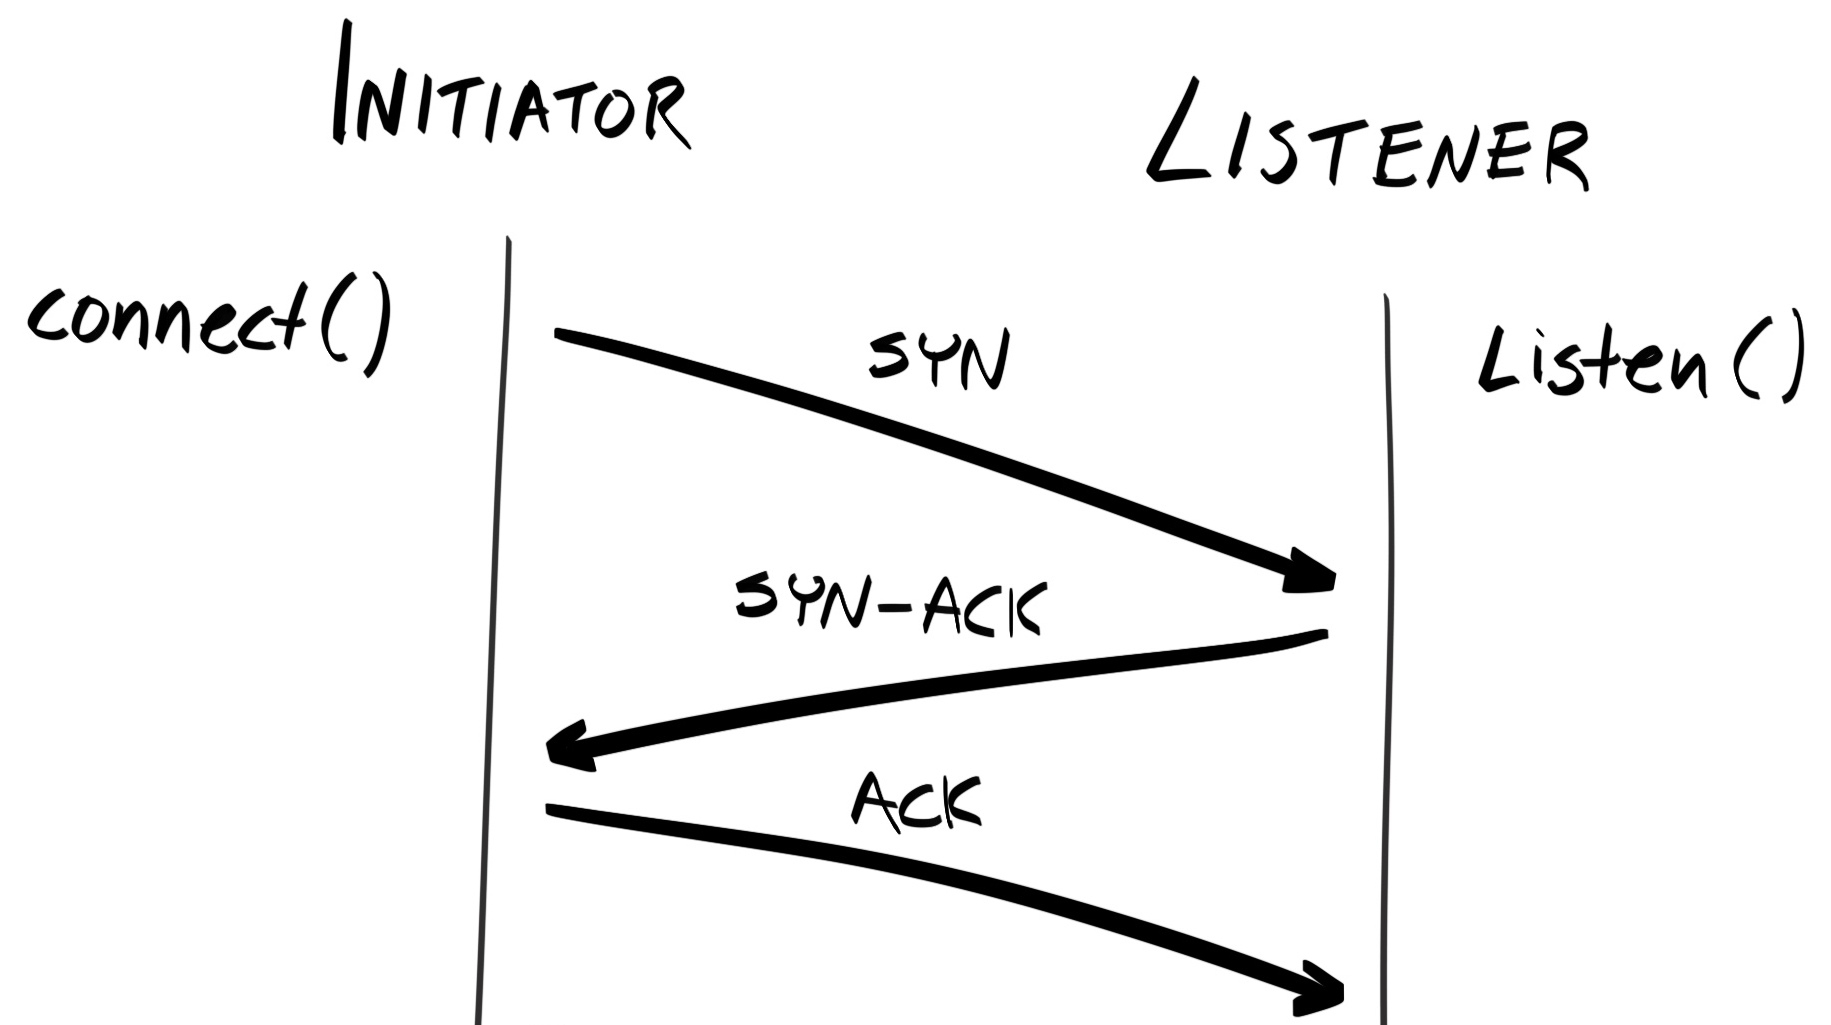 INITIATOR
LISTENER
connect()
Listen()
SYN
SYN-ACK
ACK